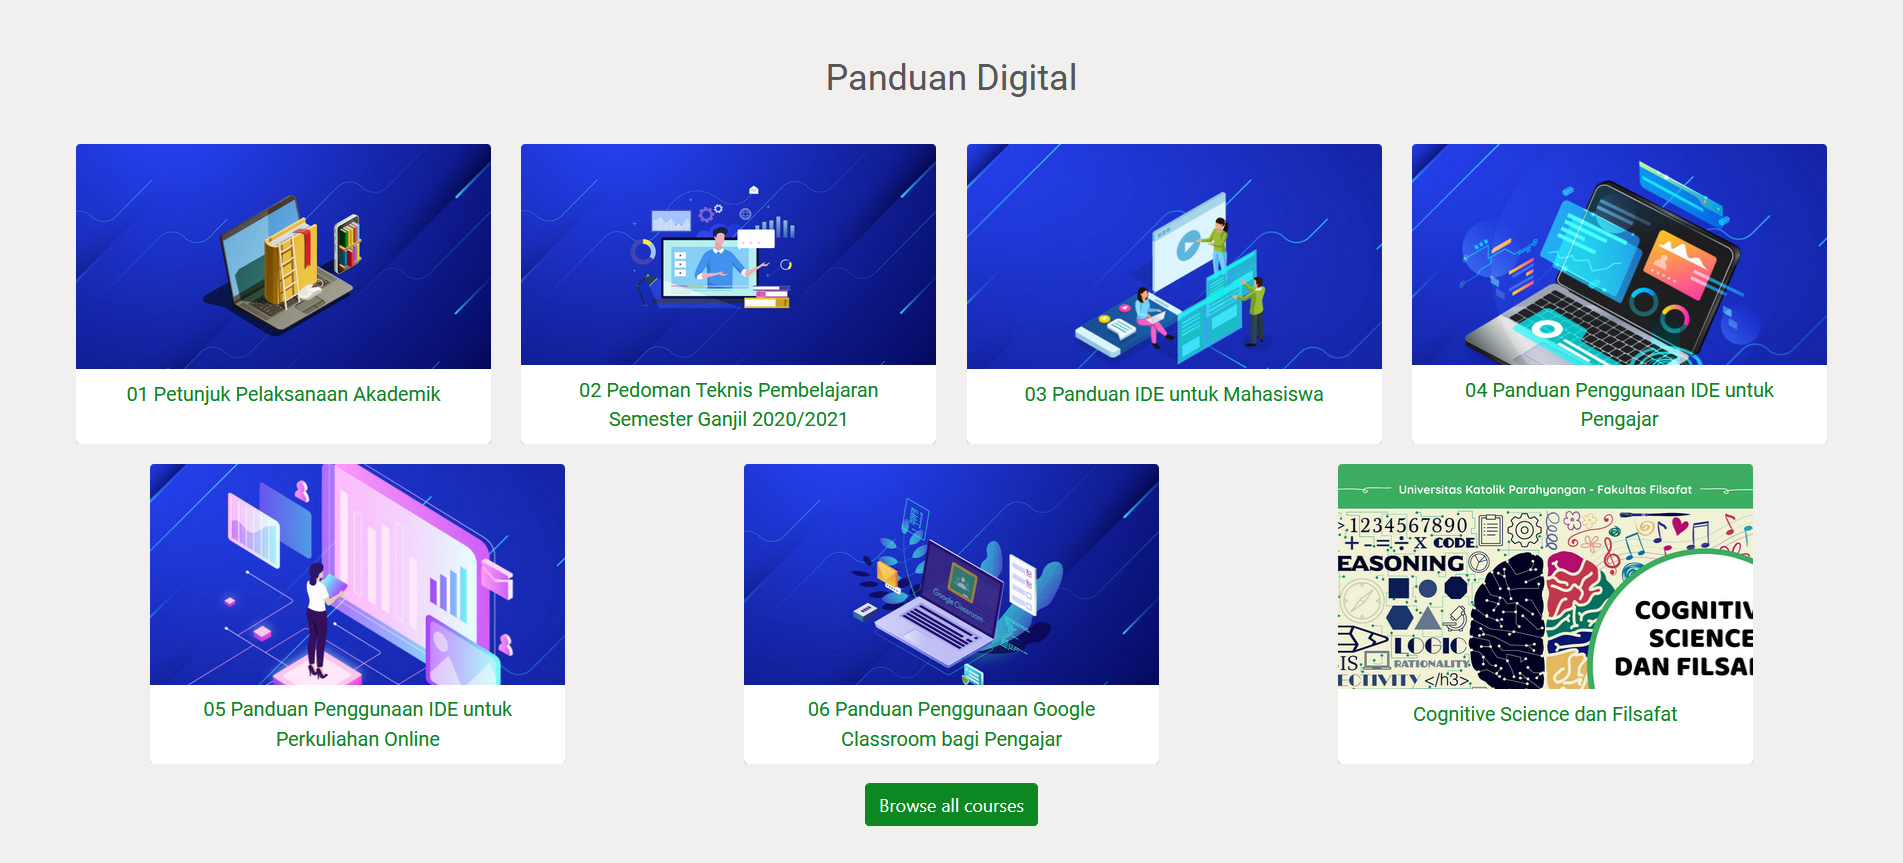 Panduan Digital
01 Petunjuk Pelaksanaan Akademik
02 Pedoman Teknis Pembelajaran
Semester Ganjil 2020/2021
03 Panduan IDE untuk Mahasiswa
04 Panduan Penggunaan IDE untuk
Pengajar
Google Classroom
05 Panduan Penggunaan IDE untuk
Perkuliahan Online
06 Panduan Penggunaan Google
Classroom bagi Pengajar
Universitas Katolik Parahyangan - Fakultas Filsafat
>.1234567890
+-=÷x CODE
EASONING
LOGIC
IS
RATIONALITY
ECTIVITY </h3>
COGNITIV
SCIENCE
DAN FILSA
Cognitive Science dan Filsafat
Browse all courses